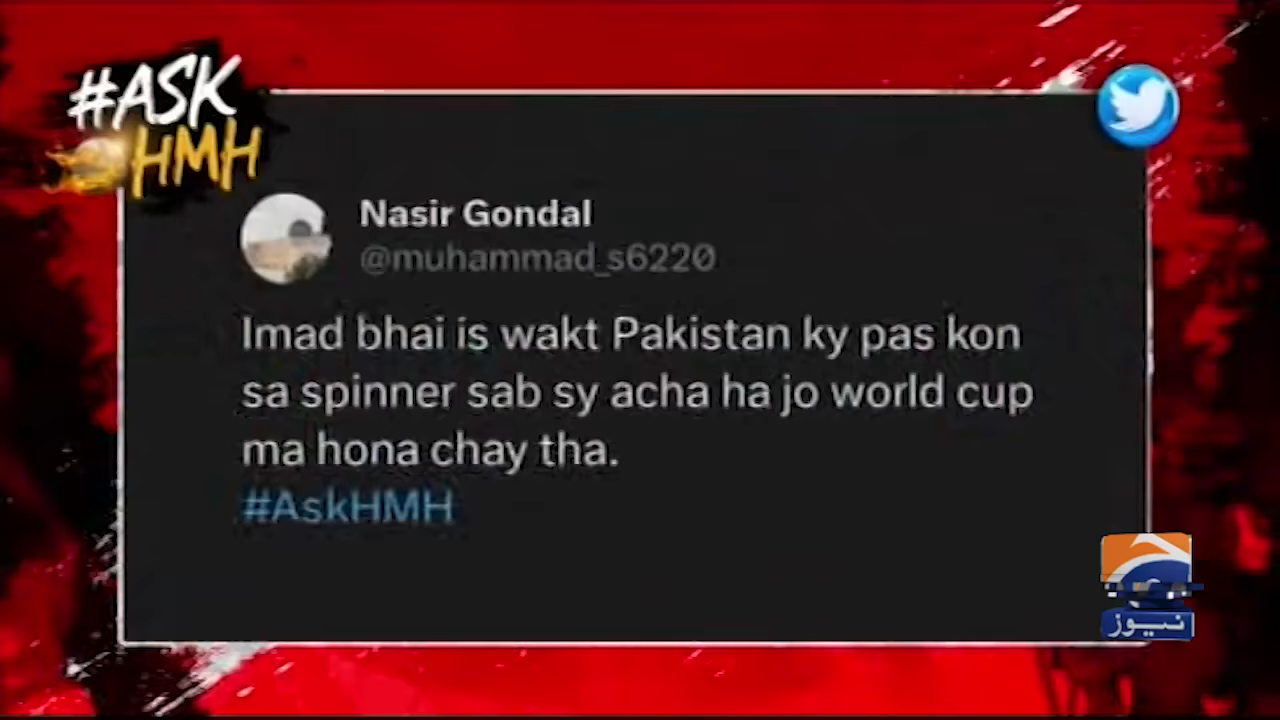 #ASK
HMH
Nasir Gondal
@muhammad_s6220
Imad bhai is wakt Pakistan ky pas kon
sa spinner sab sy acha ha jo world cup
ma hona chay tha.
#AskHMH
نیوز